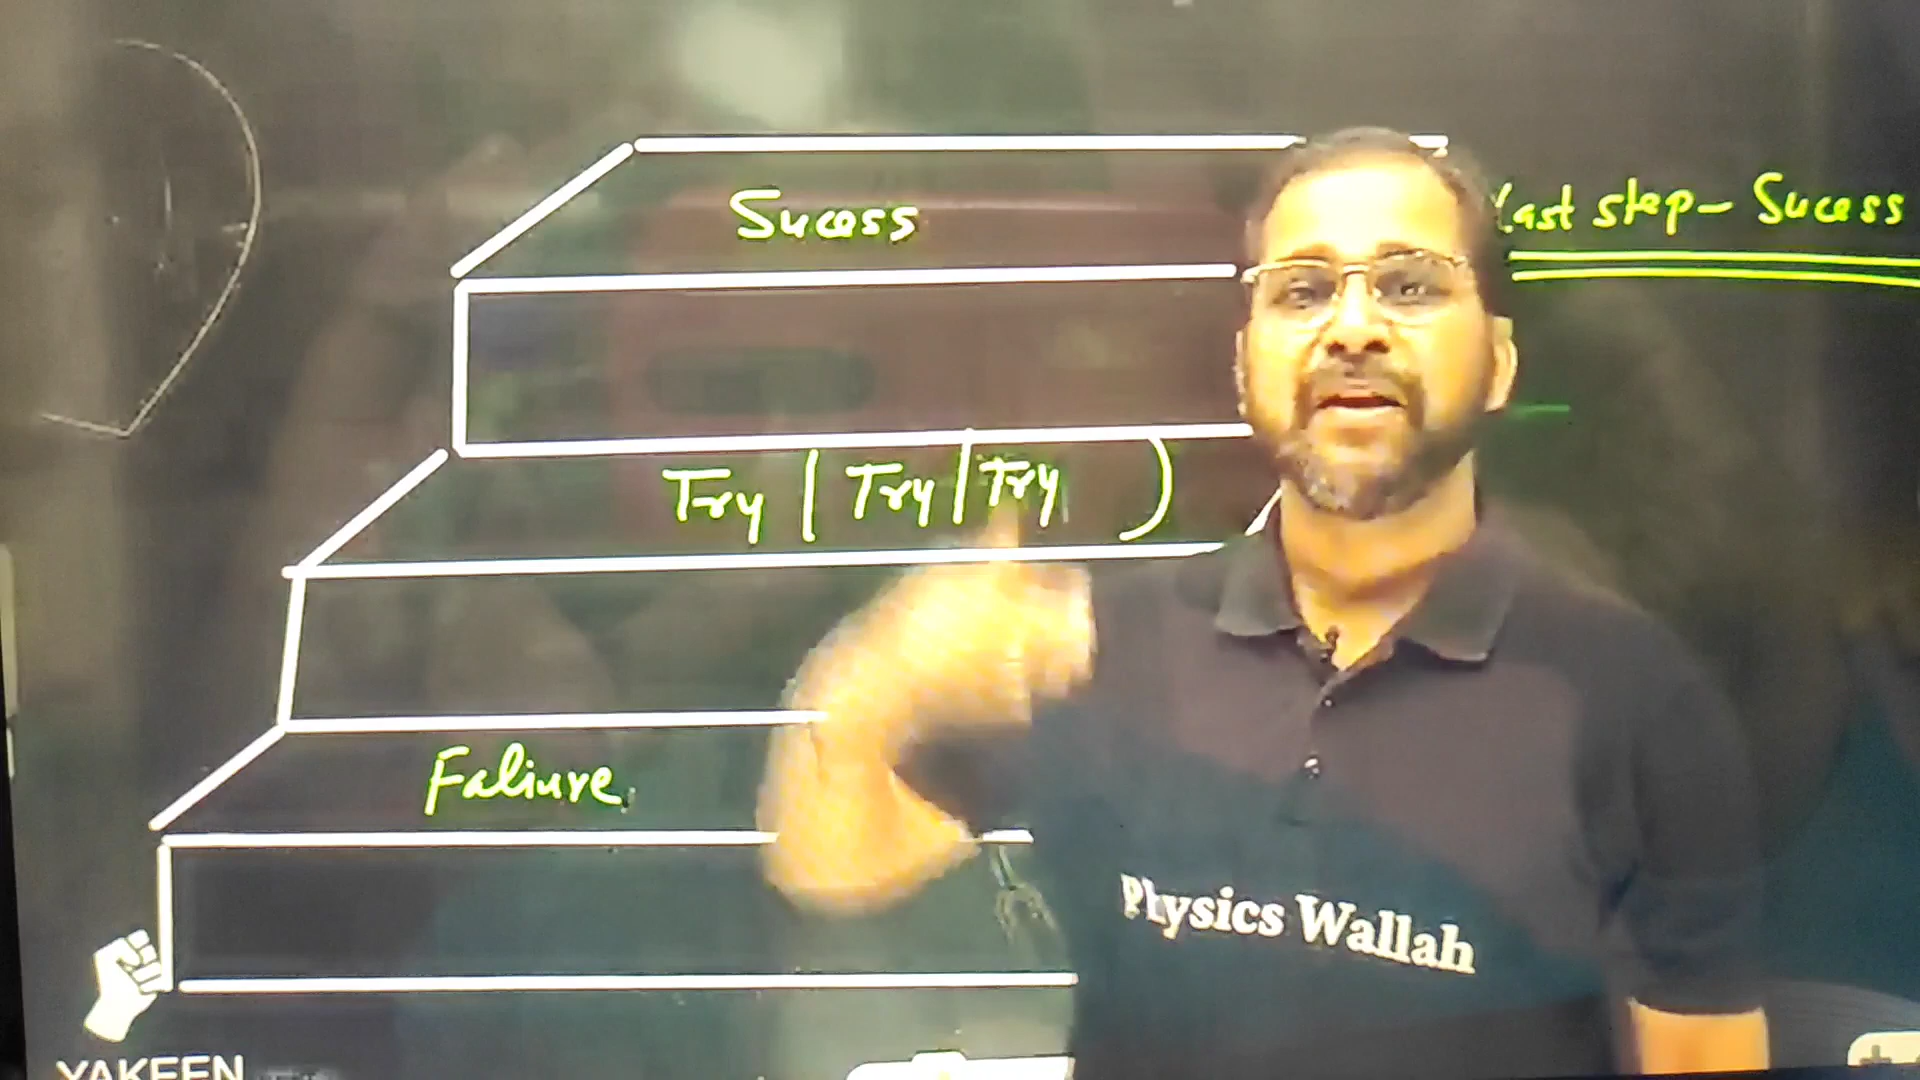 Sucess
Last step - Sucess
Try | Try | Try )
Faliure
Physics Wallah
YAKEEN